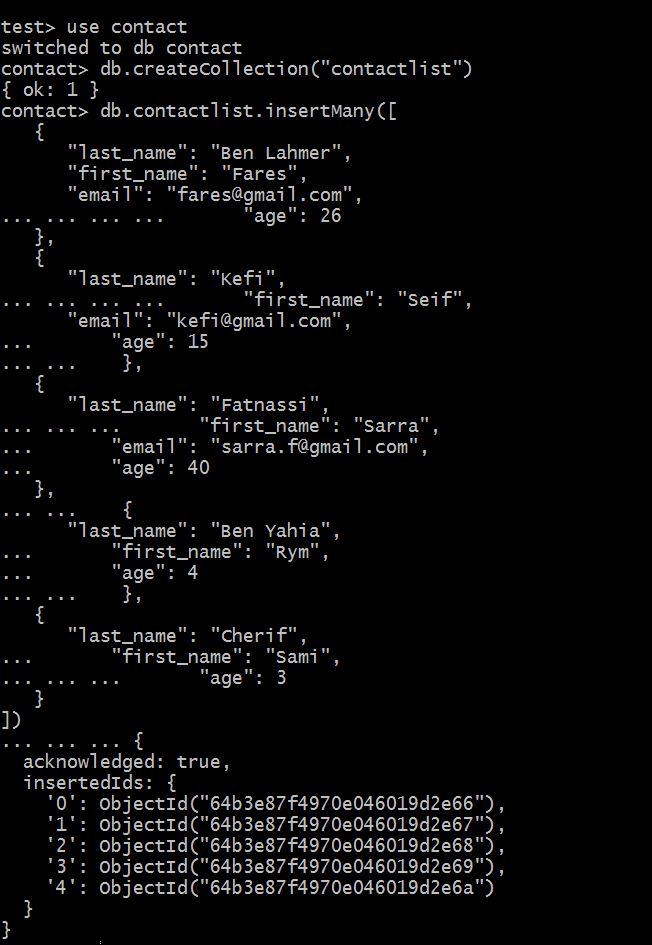 test> use contact
switched to db contact
contact> db.createCollection("contactlist")
{ ok: 1 }
contact> db.contactlist.insertMany([
   {
      "last_name": "Ben Lahmer",
      "first_name": "Fares",
      "email": "fares@gmail.com",
... ... ... ...       "age": 26
   },
   {
      "last_name": "Kefi",
... ... ... ...       "first_name": "Seif",
      "email": "kefi@gmail.com",
...       "age": 15
... ...    },
   {
      "last_name": "Fatnassi",
... ... ...       "first_name": "Sarra",
...       "email": "sarra.f@gmail.com",
...       "age": 40
   },
... ...    {
      "last_name": "Ben Yahia",
...       "first_name": "Rym",
...       "age": 4
... ...    },
   {
      "last_name": "Cherif",
...       "first_name": "Sami",
... ... ...       "age": 3
   }
])
... ... ... {
  acknowledged: true,
  insertedIds: {
    '0': ObjectId("64b3e87f4970e046019d2e66"),
    '1': ObjectId("64b3e87f4970e046019d2e67"),
    '2': ObjectId("64b3e87f4970e046019d2e68"),
    '3': ObjectId("64b3e87f4970e046019d2e69"),
    '4': ObjectId("64b3e87f4970e046019d2e6a")
  }
}